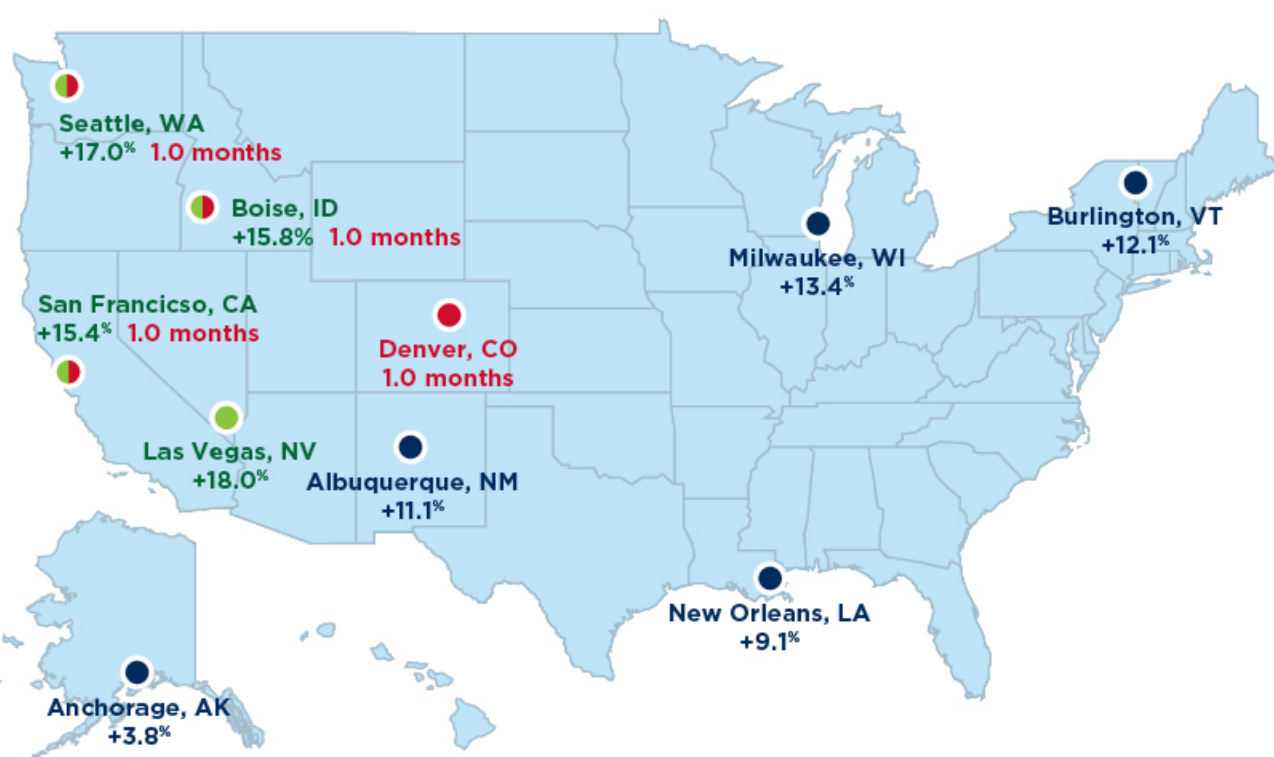 Seattle, WA
+17.0% 1.0 months
Boise, ID
+15.8% 1.0 months
Burlington, VT
+12.1%
Milwaukee, WI
+13.4%
San Francicso, CA
+15.4% 1.0 months
Denver, CO
1.0 months
Las Vegas, NV
+18.0%
Albuquerque, NM
+11.1%
New Orleans, LA
+9.1%
Anchorage, AK
+3.8%